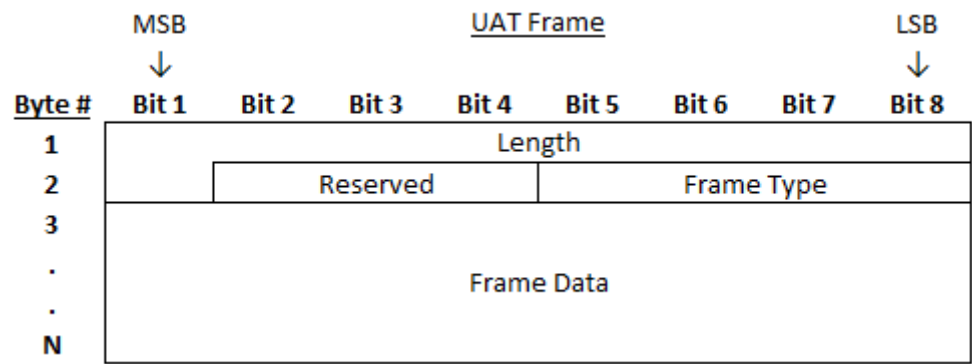 MSB UAT Frame LSB
↓ ↓
Byte # Bit 1 Bit 2 Bit 3 Bit 4 Bit 5 Bit 6 Bit 7 Bit 8
1 Length
2 Reserved Frame Type
3
. Frame Data
.
N